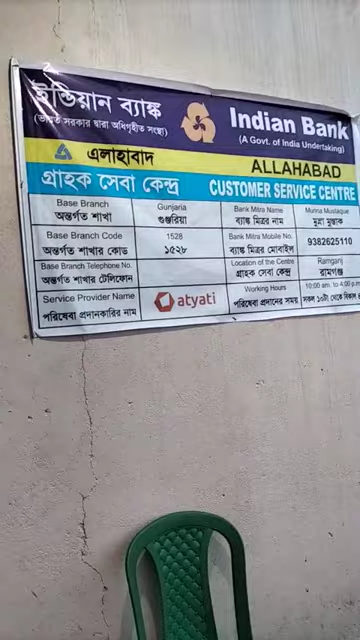 ইন্ডিয়ান ব্যাঙ্ক
(ভারত সরকার দ্বারা অধিগৃহীত সংস্থা)
Indian Bank
(A Govt. of India Undertaking)
এলাহাবাদ
ALLAHABAD
গ্রাহক সেবা কেন্দ্র
CUSTOMER SERVICE CENTRE
Base Branch
অন্তর্গত শাখা
Gunjaria
গুঞ্জরিয়া
Bank Mitra Name
ব্যাঙ্ক মিত্রর নাম
Munna Mustaque
মুন্না মুস্তাক
Base Branch Code
অন্তর্গত শাখার কোড
1528
১৫২৮
Bank Mitra Mobile No.
ব্যাঙ্ক মিত্রর মোবাইল
9382625110
Base Branch Telephone No.
অন্তর্গত শাখার টেলিফোন
Location of the Centre
গ্রাহক সেবা কেন্দ্র
Ramganj
রামগঞ্জ
Service Provider Name
পরিষেবা প্রদানকারির নাম
atyati
Working Hours
পরিষেবা প্রদানের সময়
10:00 am. to 4:00 p.m
সকাল ১০টা থেকে বিকাল